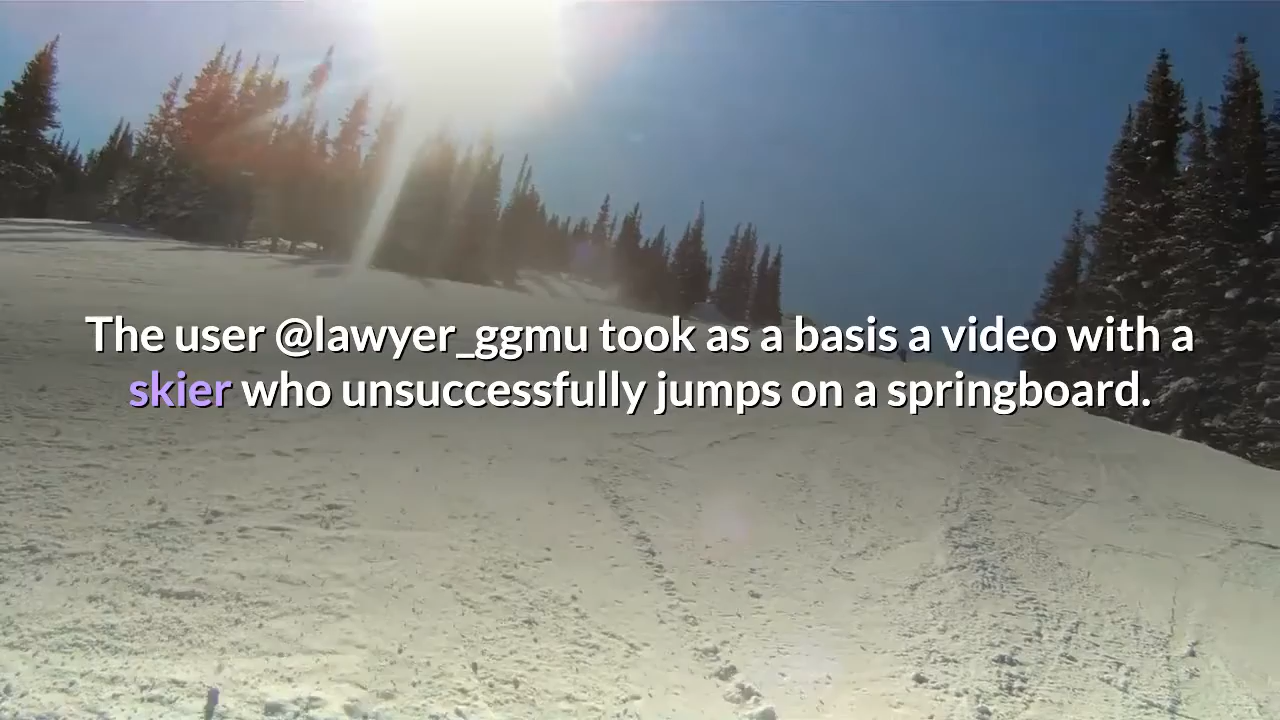 The user @lawyer_ggmu took as a basis a video with a
skier who unsuccessfully jumps on a springboard.